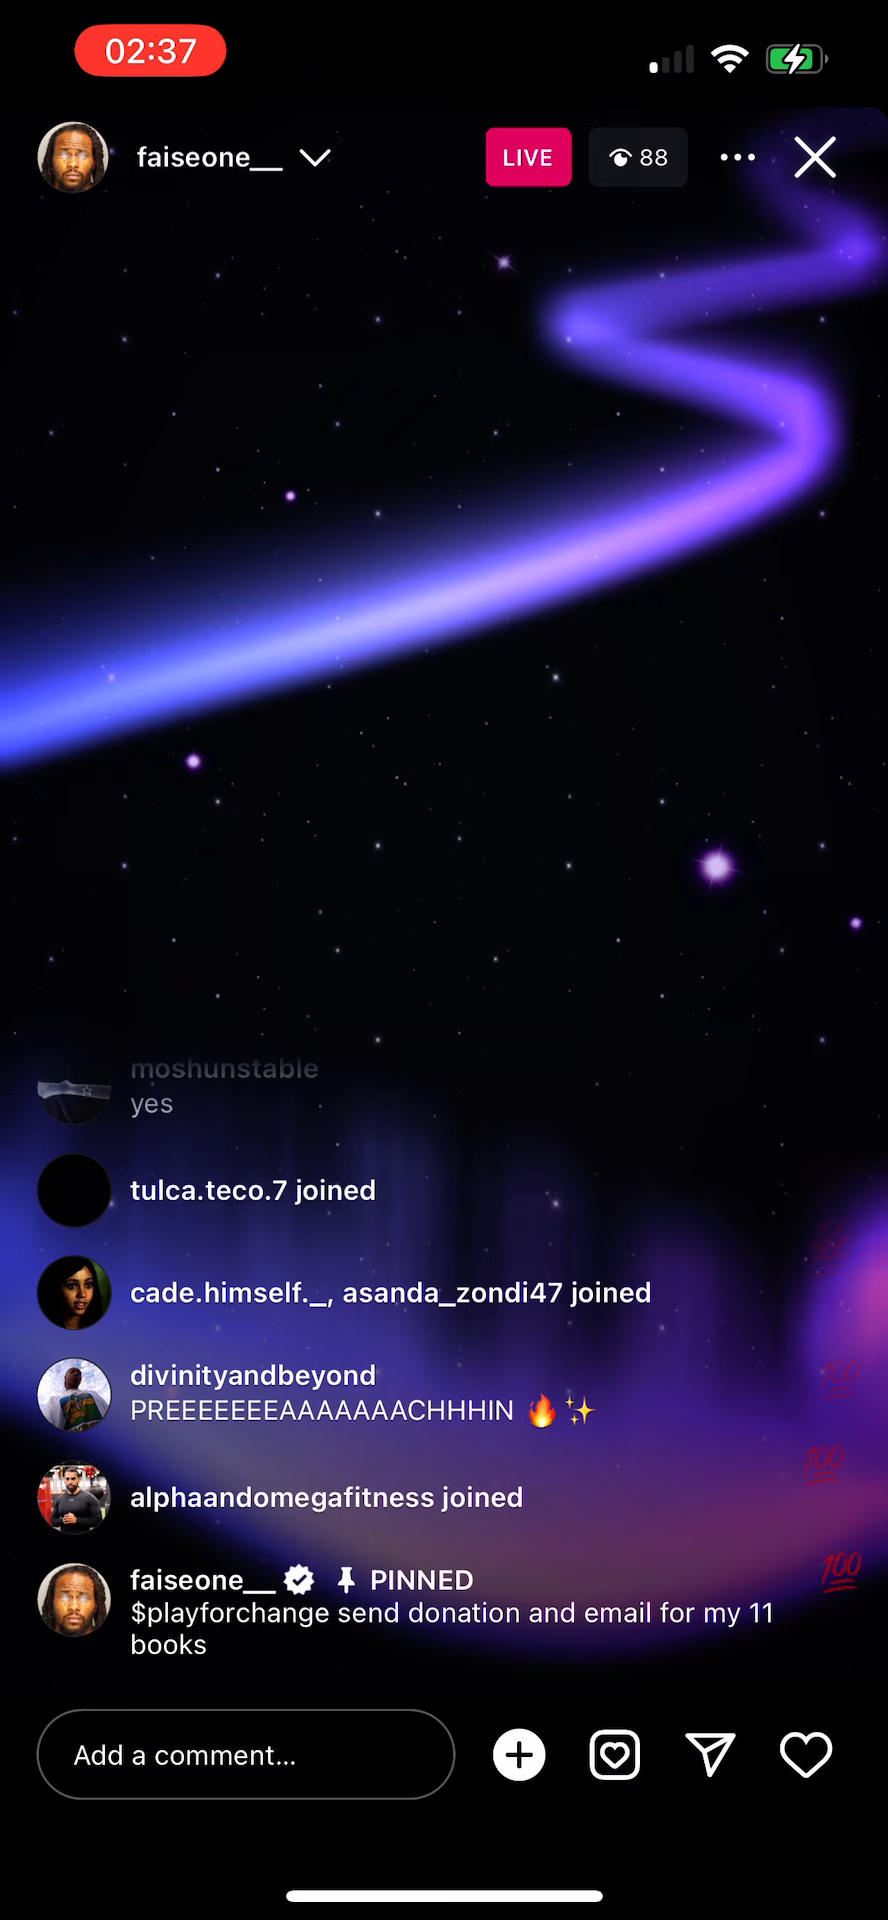 02:37
faiseone__
LIVE
88
moshunstable
yes
tulca.teco.7 joined
cade.himself._, asanda_zondi47 joined
divinityandbeyond
PREEEEEEEAAAAAAACHHHIN 🔥✨
alphaandomegafitness joined
faiseone__ PINNED
$playforchange send donation and email for my 11
books
Add a comment...
💯
💯
💯
💯